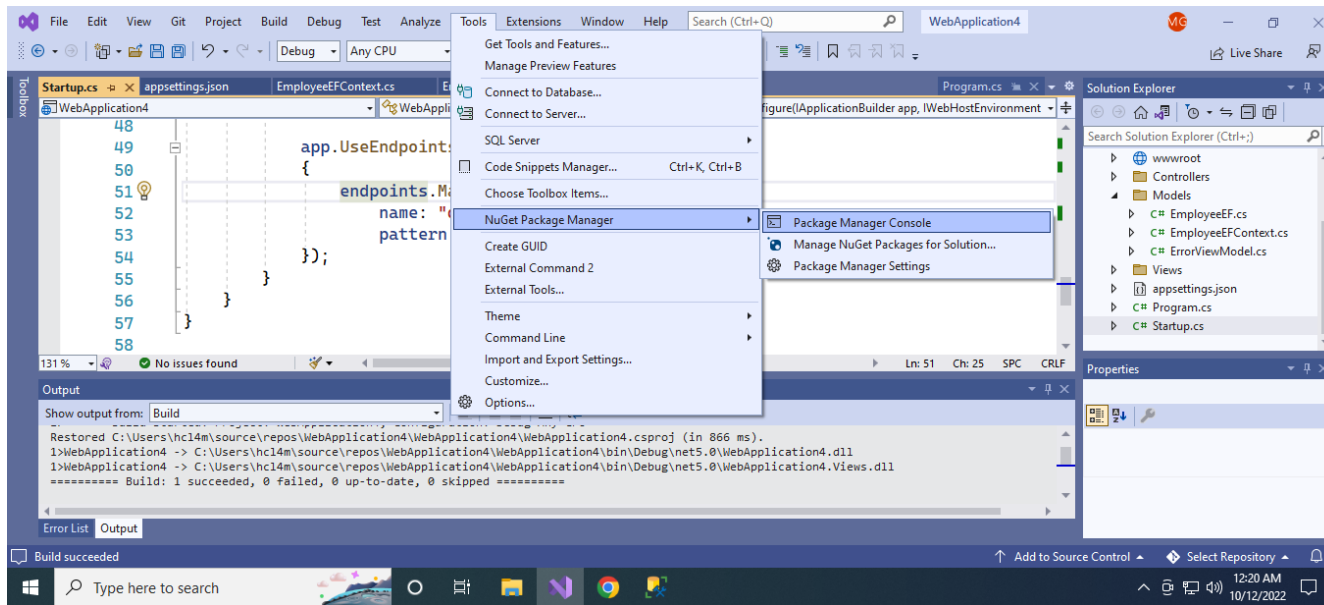 File Edit View Git Project Build Debug Test Analyze Tools Extensions Window Help Search (Ctrl+Q) WebApplication4 MG
Debug Any CPU Live Share
Toolbox
Startup.cs appsettings.json EmployeeEFContext.cs Program.cs
WebApplication4 WebAppli figure(IApplicationBuilder app, IWebHostEnvironment
48
49 app.UseEndpoint
50 {
51 endpoints.Ma
52 name: "
53 pattern
54 });
55 }
56 }
57 }
58
131 % No issues found Ln: 51 Ch: 25 SPC CRLF
Get Tools and Features...
Manage Preview Features
Connect to Database...
Connect to Server...
SQL Server
Code Snippets Manager... Ctrl+K, Ctrl+B
Choose Toolbox Items...
NuGet Package Manager
Create GUID
External Command 2
External Tools...
Theme
Command Line
Import and Export Settings...
Customize...
Options...
Package Manager Console
Manage NuGet Packages for Solution...
Package Manager Settings
Solution Explorer
Search Solution Explorer (Ctrl+;)
wwwroot
Controllers
Models
C# EmployeeEF.cs
C# EmployeeEFContext.cs
C# ErrorViewModel.cs
Views
appsettings.json
C# Program.cs
C# Startup.cs
Properties
Output
Show output from: Build
Restored C:\Users\hcl4m\source\repos\WebApplication4\WebApplication4\WebApplication4.csproj (in 866 ms).
1>WebApplication4 -> C:\Users\hcl4m\source\repos\WebApplication4\WebApplication4\bin\Debug\net5.0\WebApplication4.dll
1>WebApplication4 -> C:\Users\hcl4m\source\repos\WebApplication4\WebApplication4\bin\Debug\net5.0\WebApplication4.Views.dll
========== Build: 1 succeeded, 0 failed, 0 up-to-date, 0 skipped ==========
Error List Output
Build succeeded Add to Source Control Select Repository
Type here to search 12:20 AM
10/12/2022